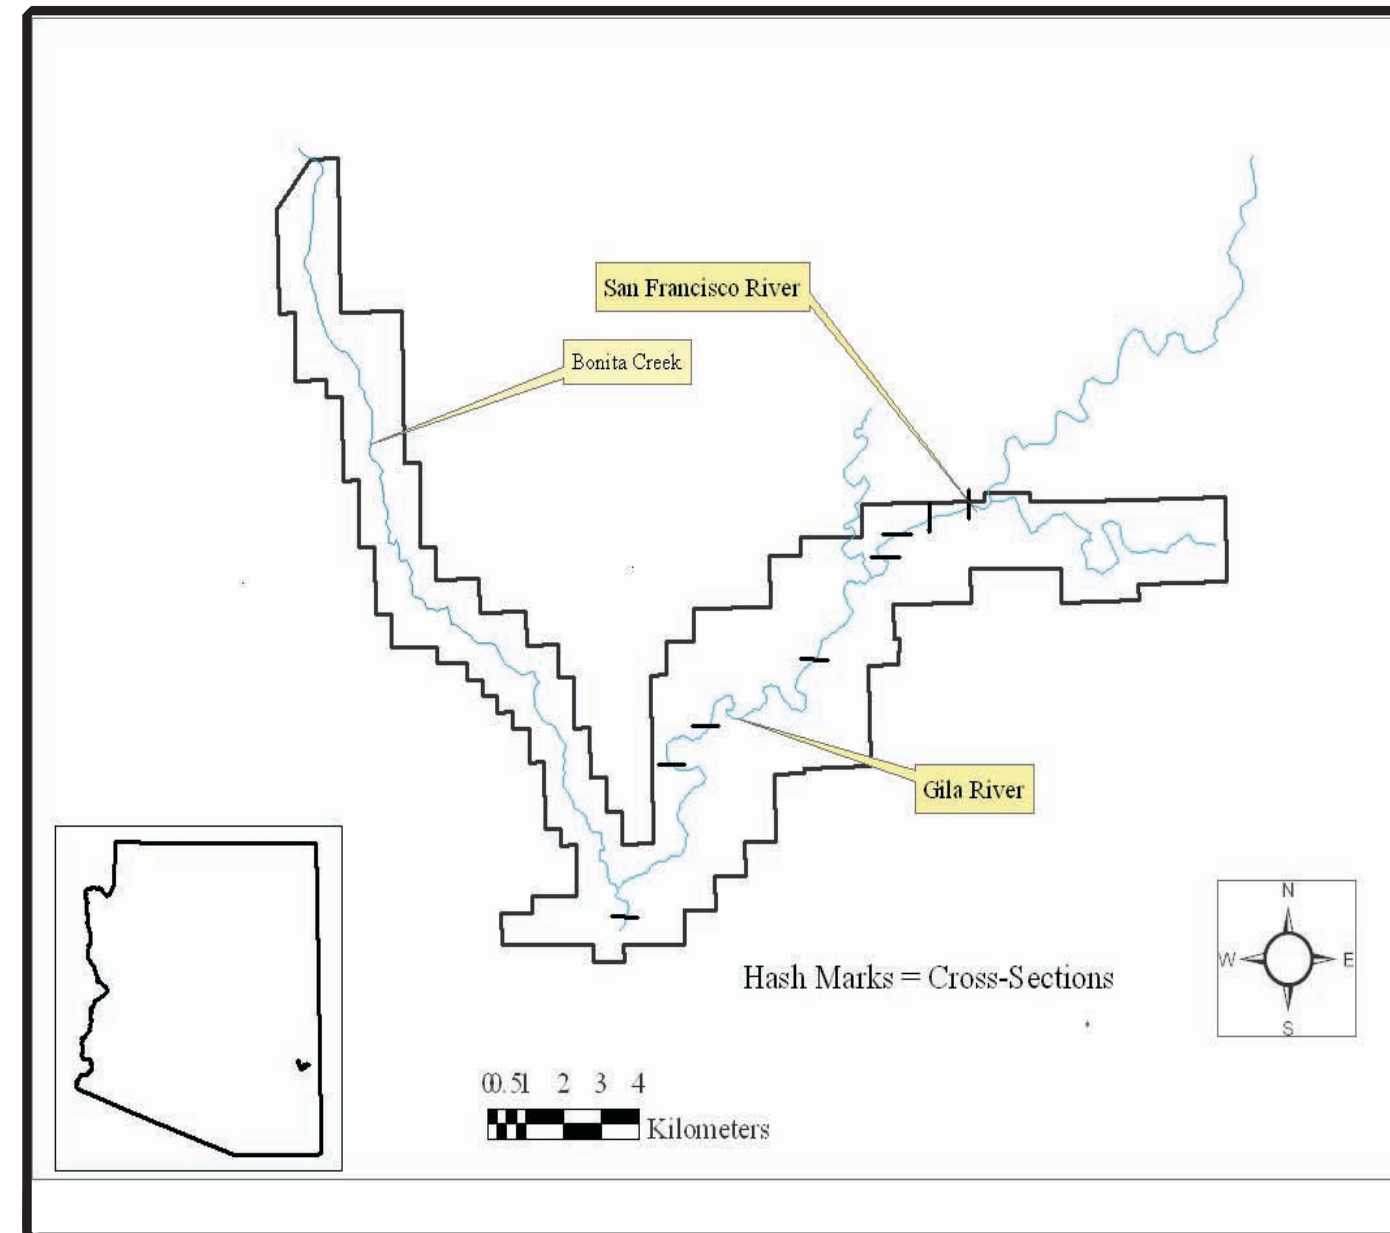 San Francisco River
Bonita Creek
Gila River
N
W E
S
Hash Marks = Cross-Sections
00.51 2 3 4
Kilometers